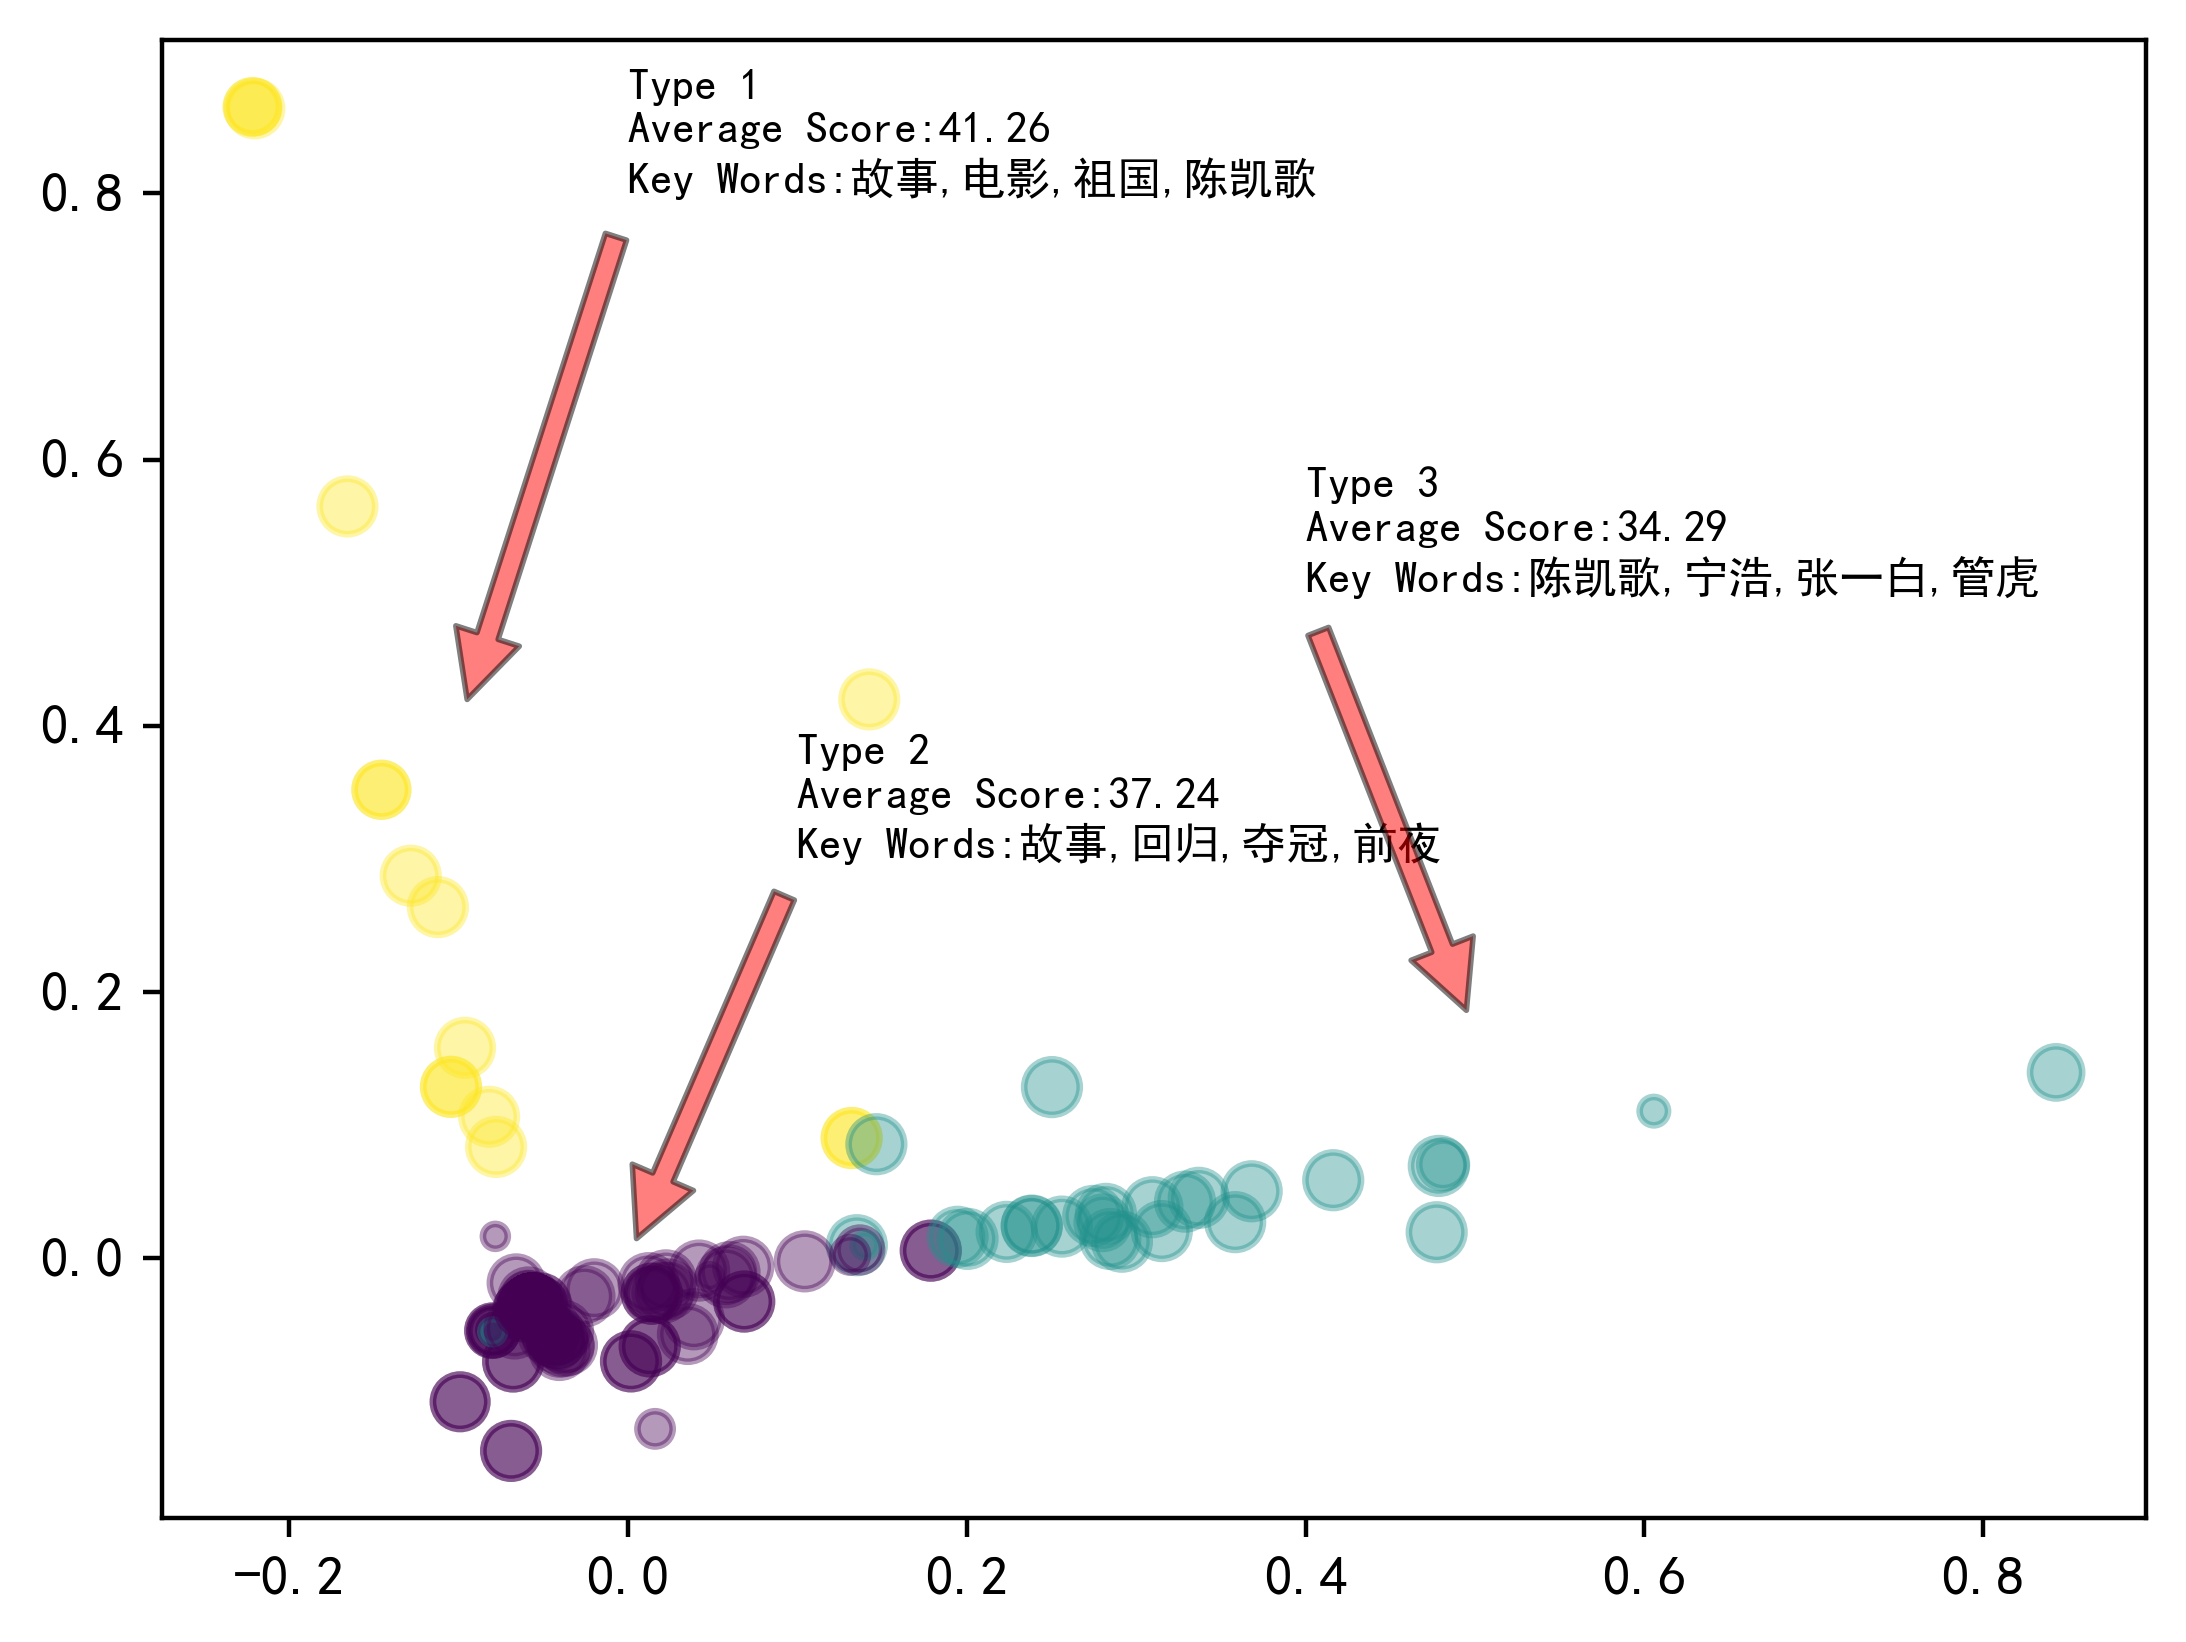 Type 1
Average Score:41.26
Key Words:故事,电影,祖国,陈凯歌
Type 3
Average Score:34.29
Key Words:陈凯歌,宁浩,张一白,管虎
Type 2
Average Score:37.24
Key Words:故事,回归,夺冠,前夜
0.8
0.6
0.4
0.2
0.0
-0.2
0.0
0.2
0.4
0.6
0.8